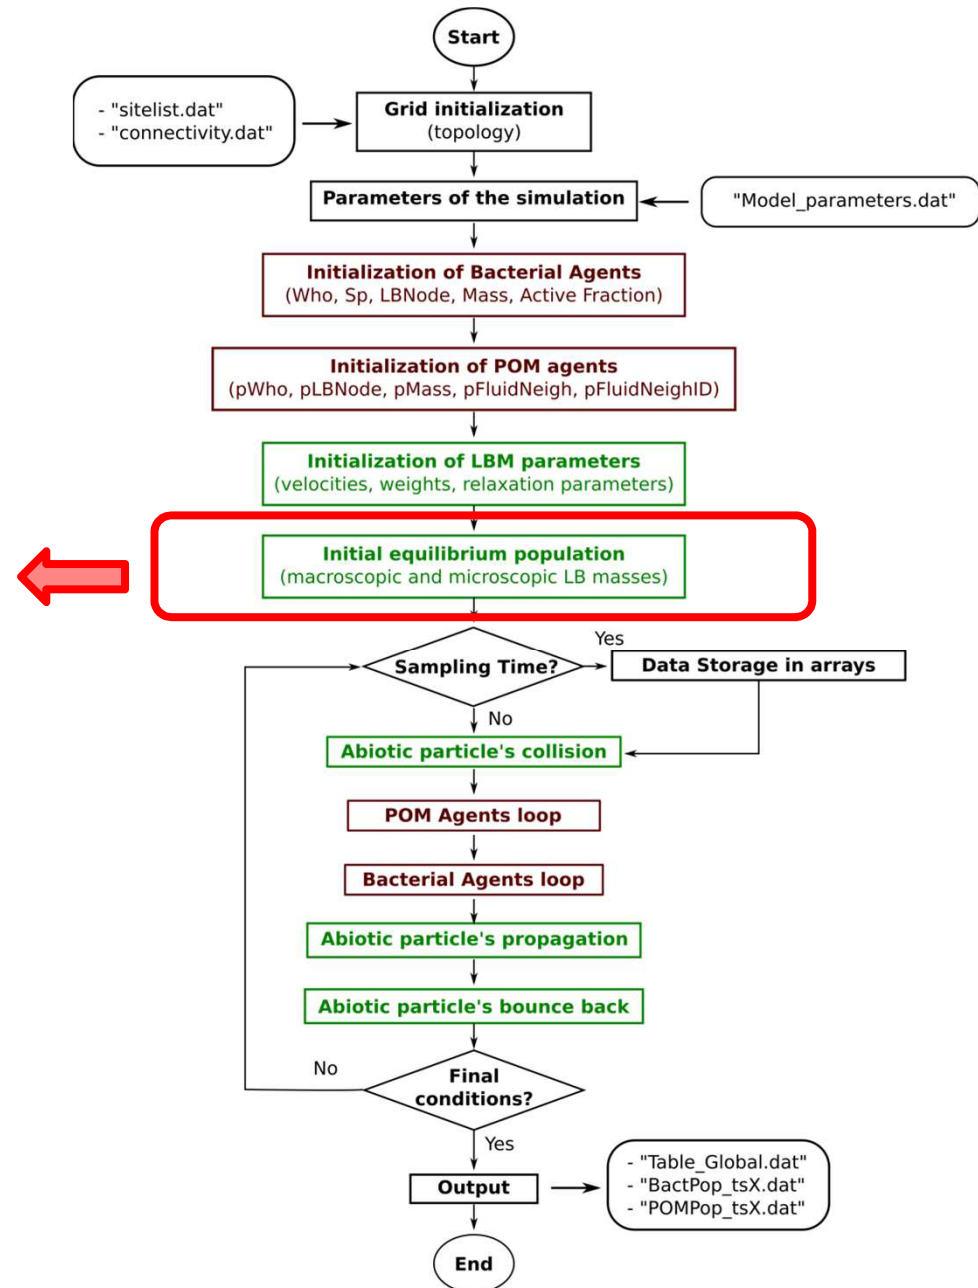 Start
- "sitelist.dat"
- "connectivity.dat"
Grid initialization
(topology)
Parameters of the simulation
"Model_parameters.dat"
Initialization of Bacterial Agents
(Who, Sp, LBNode, Mass, Active Fraction)
Initialization of POM agents
(pWho, pLBNode, pMass, pFluidNeigh, pFluidNeighID)
Initialization of LBM parameters
(velocities, weights, relaxation parameters)
Initial equilibrium population
(macroscopic and microscopic LB masses)
Sampling Time?
Yes
Data Storage in arrays
No
Abiotic particle's collision
POM Agents loop
Bacterial Agents loop
Abiotic particle's propagation
Abiotic particle's bounce back
No
Final
conditions?
Yes
Output
- "Table_Global.dat"
- "BactPop_tsX.dat"
- "POMPop_tsX.dat"
End